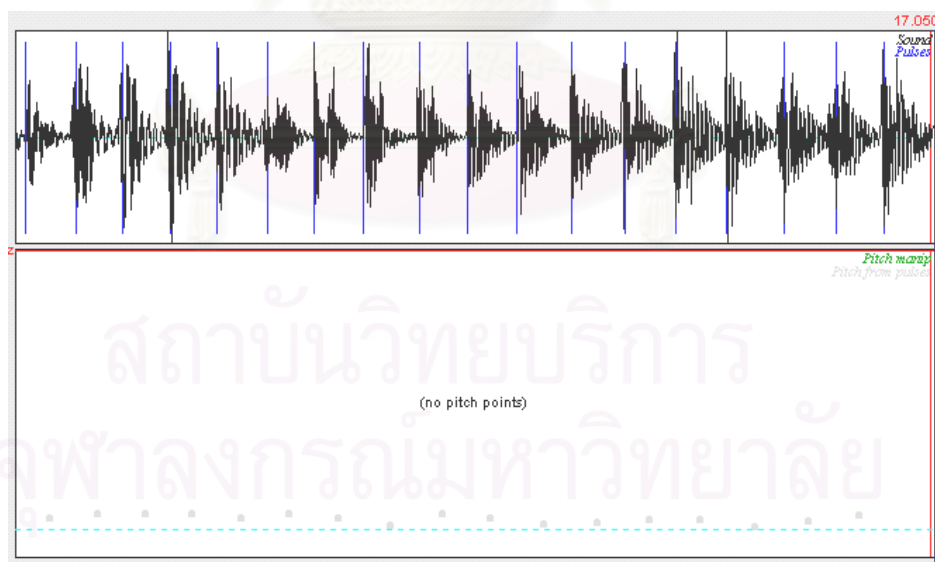 17.050
Sound
Pulses
Pitch manip
Pitch from pulses
สถาบันวิทยบริการ
(no pitch points)
จุฬาลงกรณ์มหาวิทยาลัย